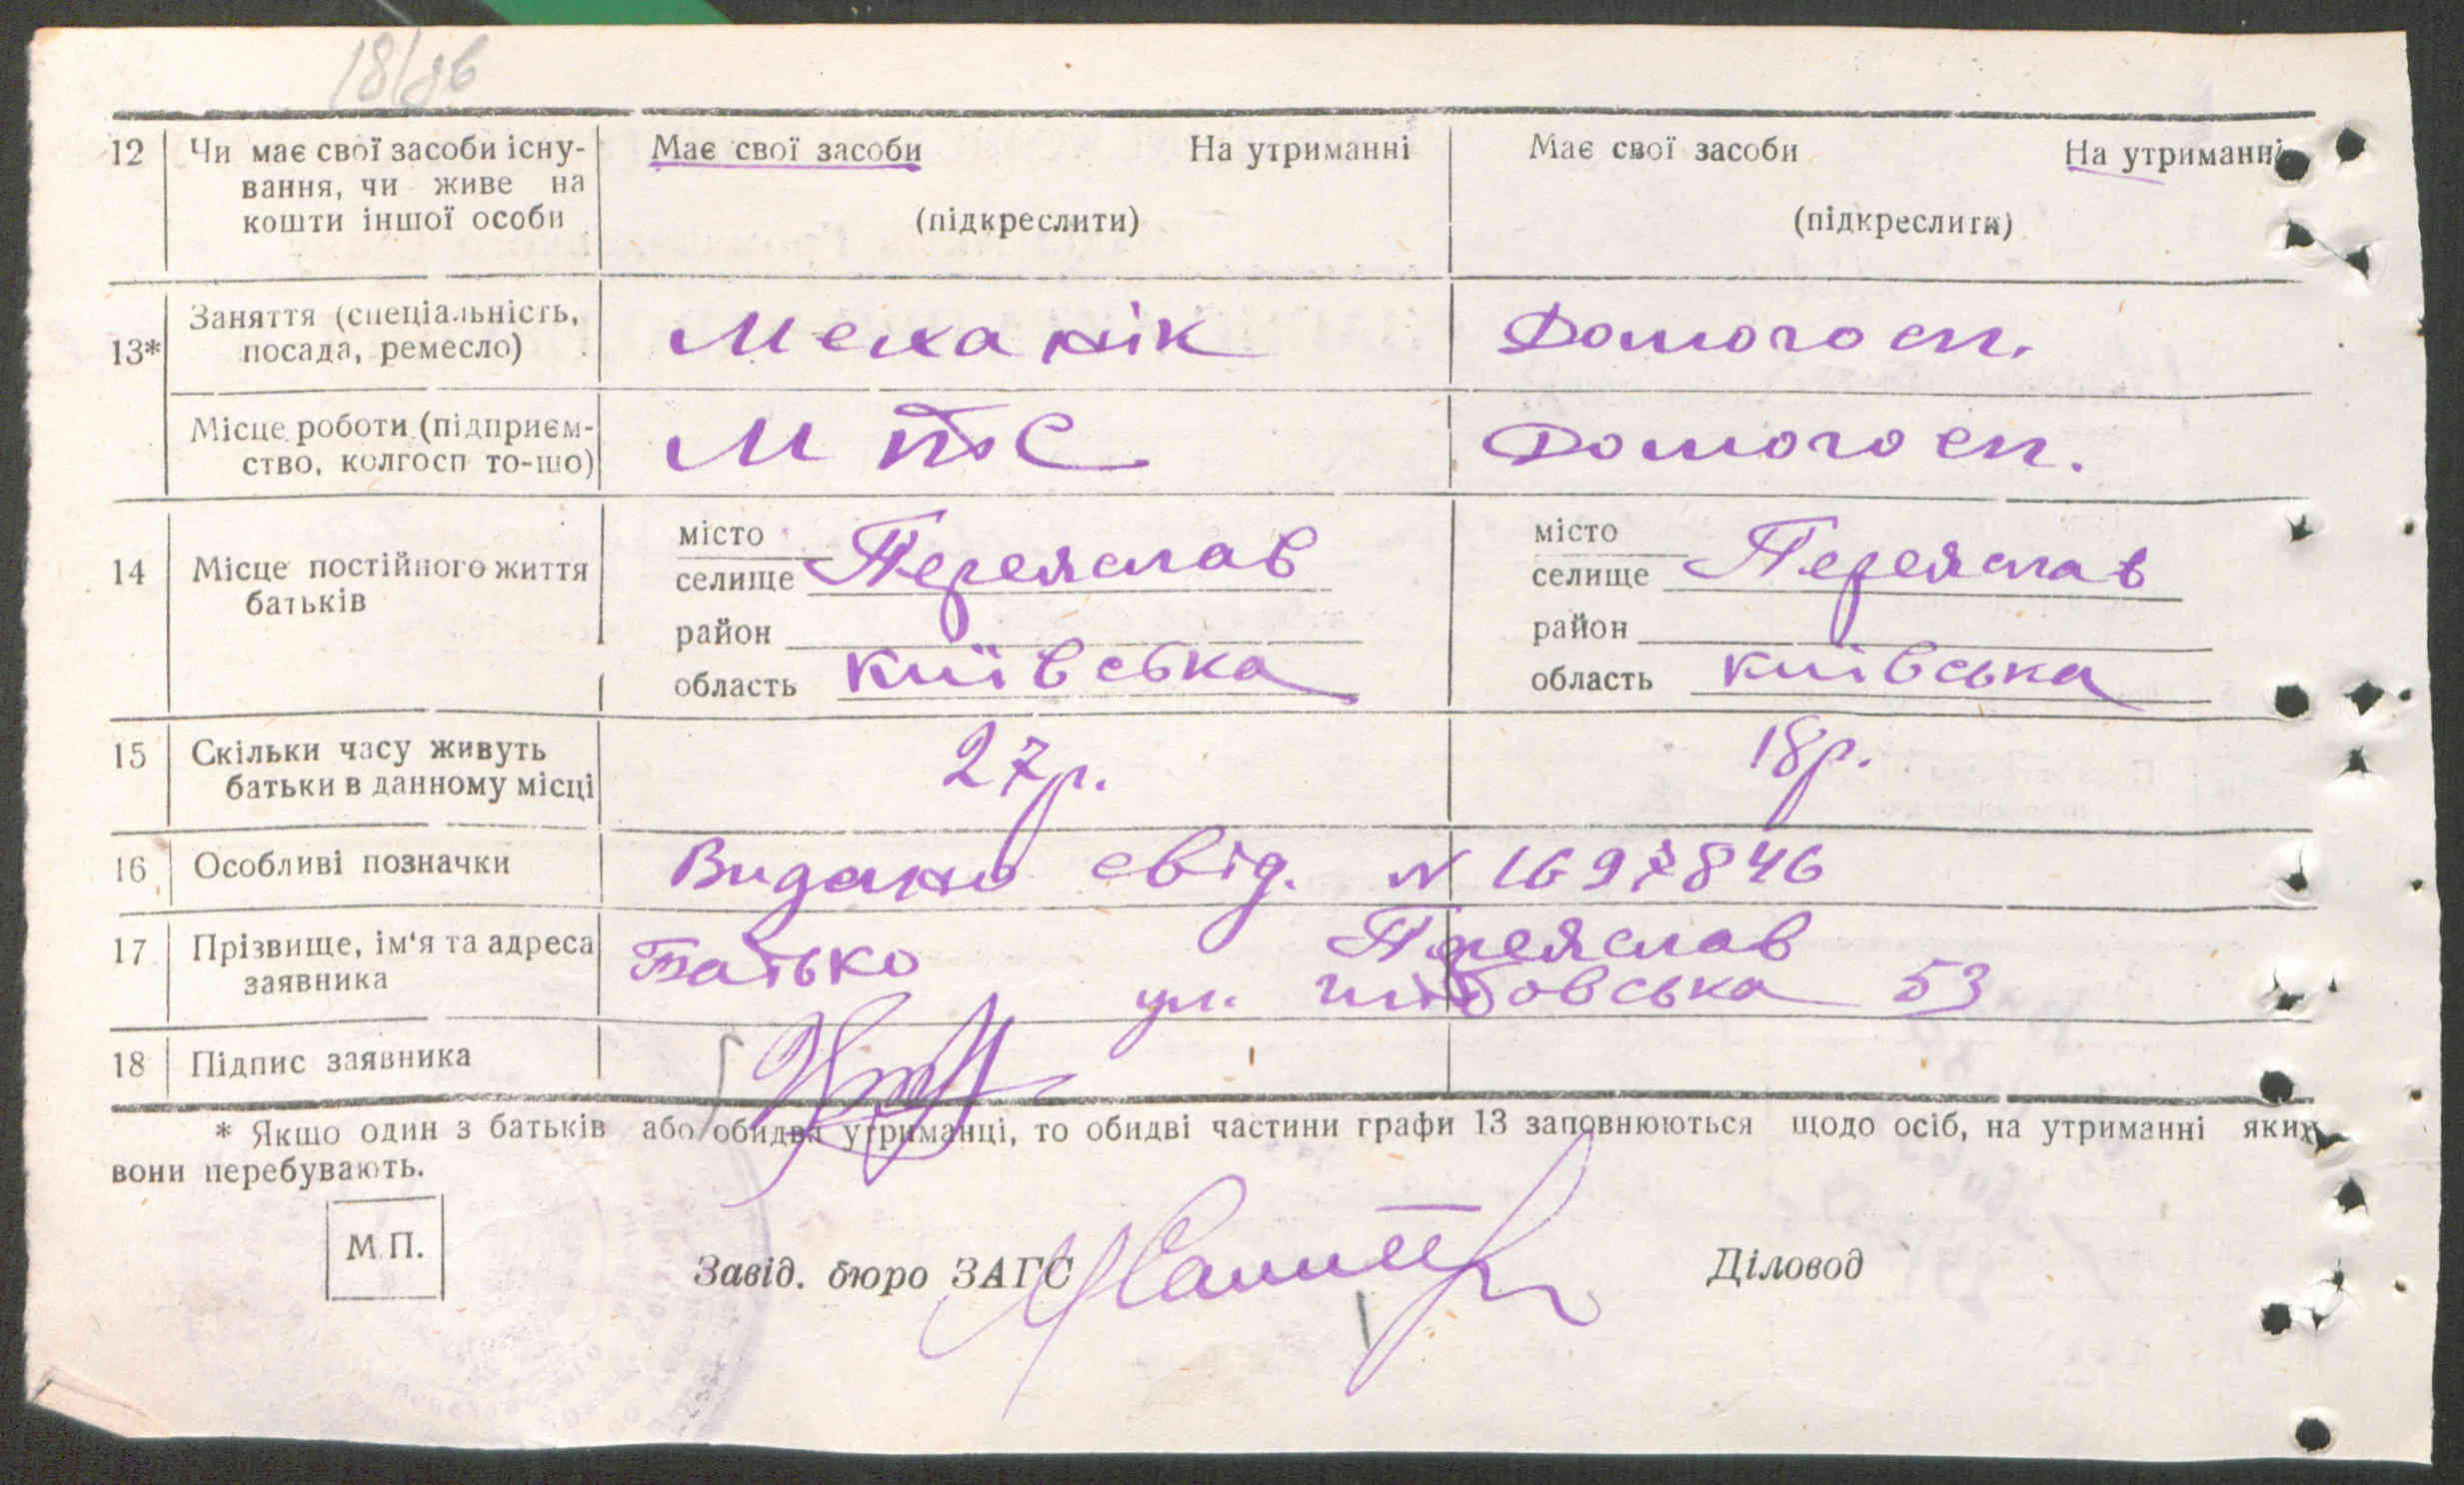 18/яв
12 Чи має свої засоби існу- Має свої засоби На утриманні Має свої засоби На утриманні
вання, чи живе на
кошти іншої особи (підкреслити) (підкреслити)
13* Заняття (спеціальність, Механік Домогосп.
посада, ремесло)
Місце роботи (підприєм- МТС Домогосп.
ство, колгосп то-що)
14 Місце постійного життя місто Переяслав місто Переяслав
батьків селище селище
район район
область Київська область Київська
15 Скільки часу живуть 27р. 18р.
батьки в данному місці
16 Особливі позначки Видано свід. N 1697846
17 Прізвище, ім'я та адреса Батько Переяслав
заявника ул. 53
18 Підпис заявника
* Якщо один з батьків або обидва утриманці, то обидві частини графи 13 заповнюються щодо осіб, на утриманні яких
вони перебувають.
М.П.
Завід. бюро ЗАГС Діловод